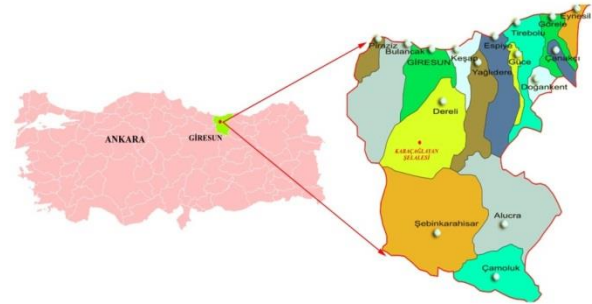 ANKARA
GİRESUN
Eynesil
Görele
Tirebolu
Piraziz
Bulancak
Espiye
GİRESUN
Keşap
Çanakçı
Güce
Yağlıdere
Doğankent
Dereli
KARAÇAĞLAYAN
ŞELALESİ
Alucra
Şebinkarahisar
Çamoluk